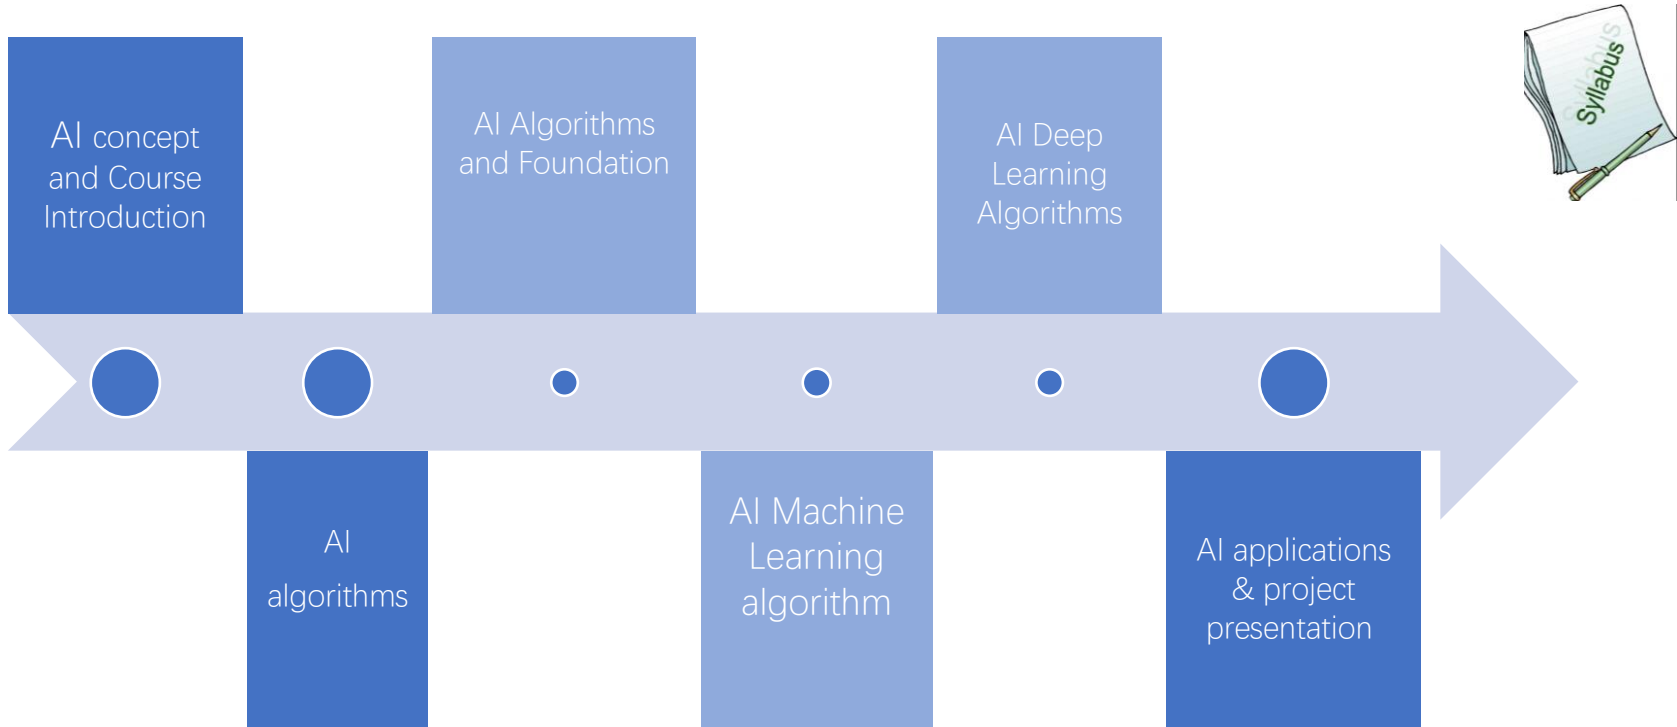 AI concept
and Course
Introduction
AI
algorithms
AI Algorithms
and Foundation
AI Machine
Learning
algorithm
AI Deep
Learning
Algorithms
AI applications
& project
presentation
Syllabus
Syllabus